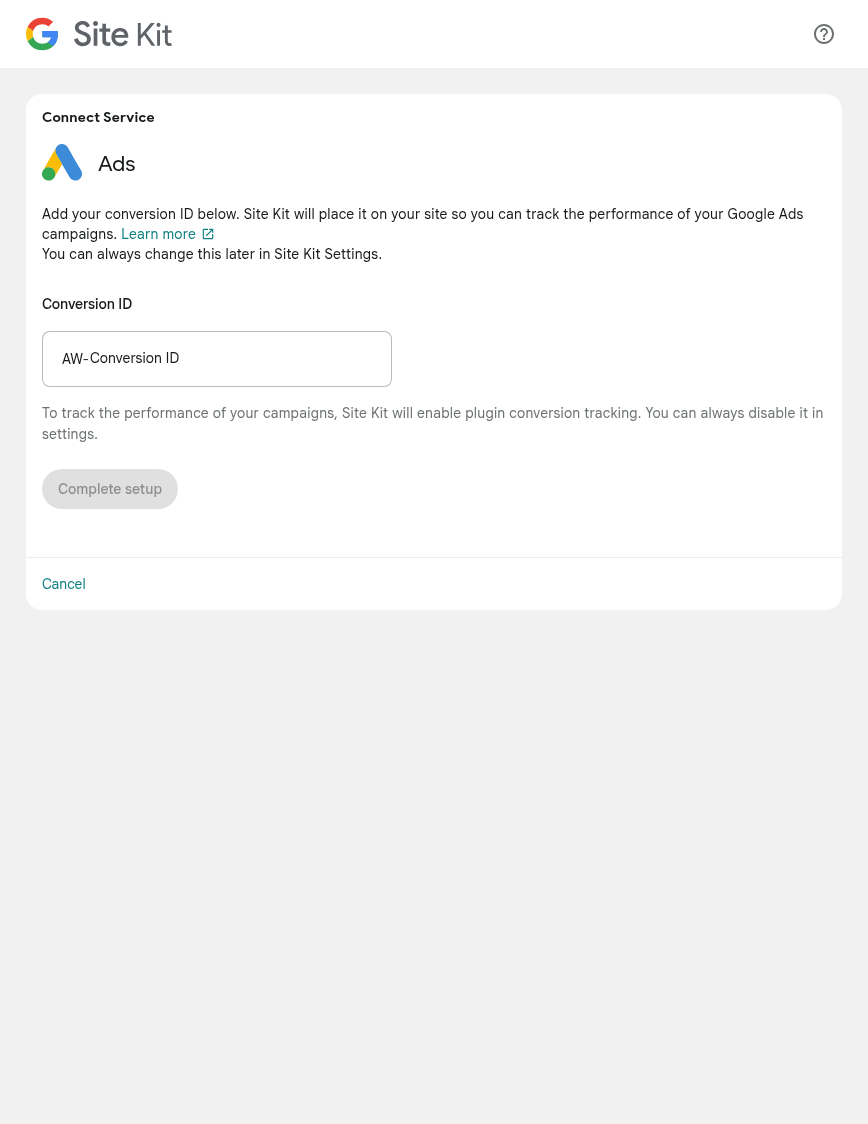 Site Kit
Connect Service
Ads
Add your conversion ID below. Site Kit will place it on your site so you can track the performance of your Google Ads
campaigns. Learn more
You can always change this later in Site Kit Settings.
Conversion ID
AW-Conversion ID
To track the performance of your campaigns, Site Kit will enable plugin conversion tracking. You can always disable it in
settings.
Complete setup
Cancel